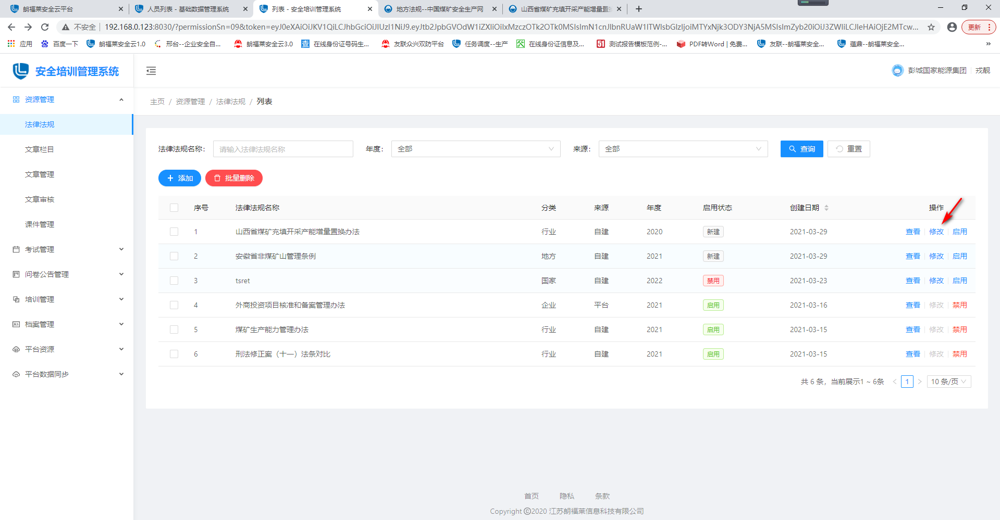 朗福莱安全云平台
人员列表 - 基础数据管理系统
列表 - 安全培训管理系统
地方法规--中国煤矿安全生产网
山西省煤矿充填开采产能增量置
不安全
192.168.0.123:8030/?permissionSn=09&token=eyJ0eXAiOiJKV1QiLCJhbGciOiJIUzI1NiJ9.eyJtb2JpbGVOdW1iZXIiOiIxMzczOTk2OTk0MSIsImN1cnJlbnRUaW1lTWlsbGlzIjoiMTYxNjk3ODY3NjA5MSIsImZyb20iOiJ3ZWIiLCJleHAiOjE2MTcw...
更新
应用
百度一下
朗福莱安全云1.0
邢台--企业安全自...
朗福莱安全云3.0
查 在线身份证号码生...
友联众兴双防平台
任务调度--生产
在线身份证信息及...
51 测试报告模板范例-...
PDF转Word | 免费...
友联--朗福莱安全...
蕴鼎--朗福莱安全...
»
安全培训管理系统
彭城国家能源集团
戎靓
资源管理
法律法规
文章栏目
文章管理
文章审核
课件管理
考试管理
问卷公告管理
培训管理
档案管理
平台资源
平台数据同步
主页 / 资源管理 / 法律法规 / 列表
法律法规名称： 请输入法律法规名称 年度： 全部 来源： 全部 查询 重置
添加 批量删除
序号 法律法规名称 分类 来源 年度 启用状态 创建日期 操作
1 山西省煤矿充填开采产能增量置换办法 行业 自建 2020 新建 2021-03-29 查看 修改 启用
2 安徽省非煤矿山管理条例 地方 自建 2021 新建 2021-03-29 查看 修改 启用
3 tsret 国家 自建 2022 禁用 2021-03-23 查看 修改 启用
4 外商投资项目核准和备案管理办法 企业 平台 2021 启用 2021-03-16 查看 修改 禁用
5 煤矿生产能力管理办法 行业 自建 2021 启用 2021-03-15 查看 修改 禁用
6 刑法修正案（十一）法条对比 行业 自建 2021 启用 2021-03-15 查看 修改 禁用
共 6 条，当前展示1 ~ 6条 < 1 > 10 条/页
首页 隐私 条款
Copyright ©2020 江苏朗福莱信息科技有限公司